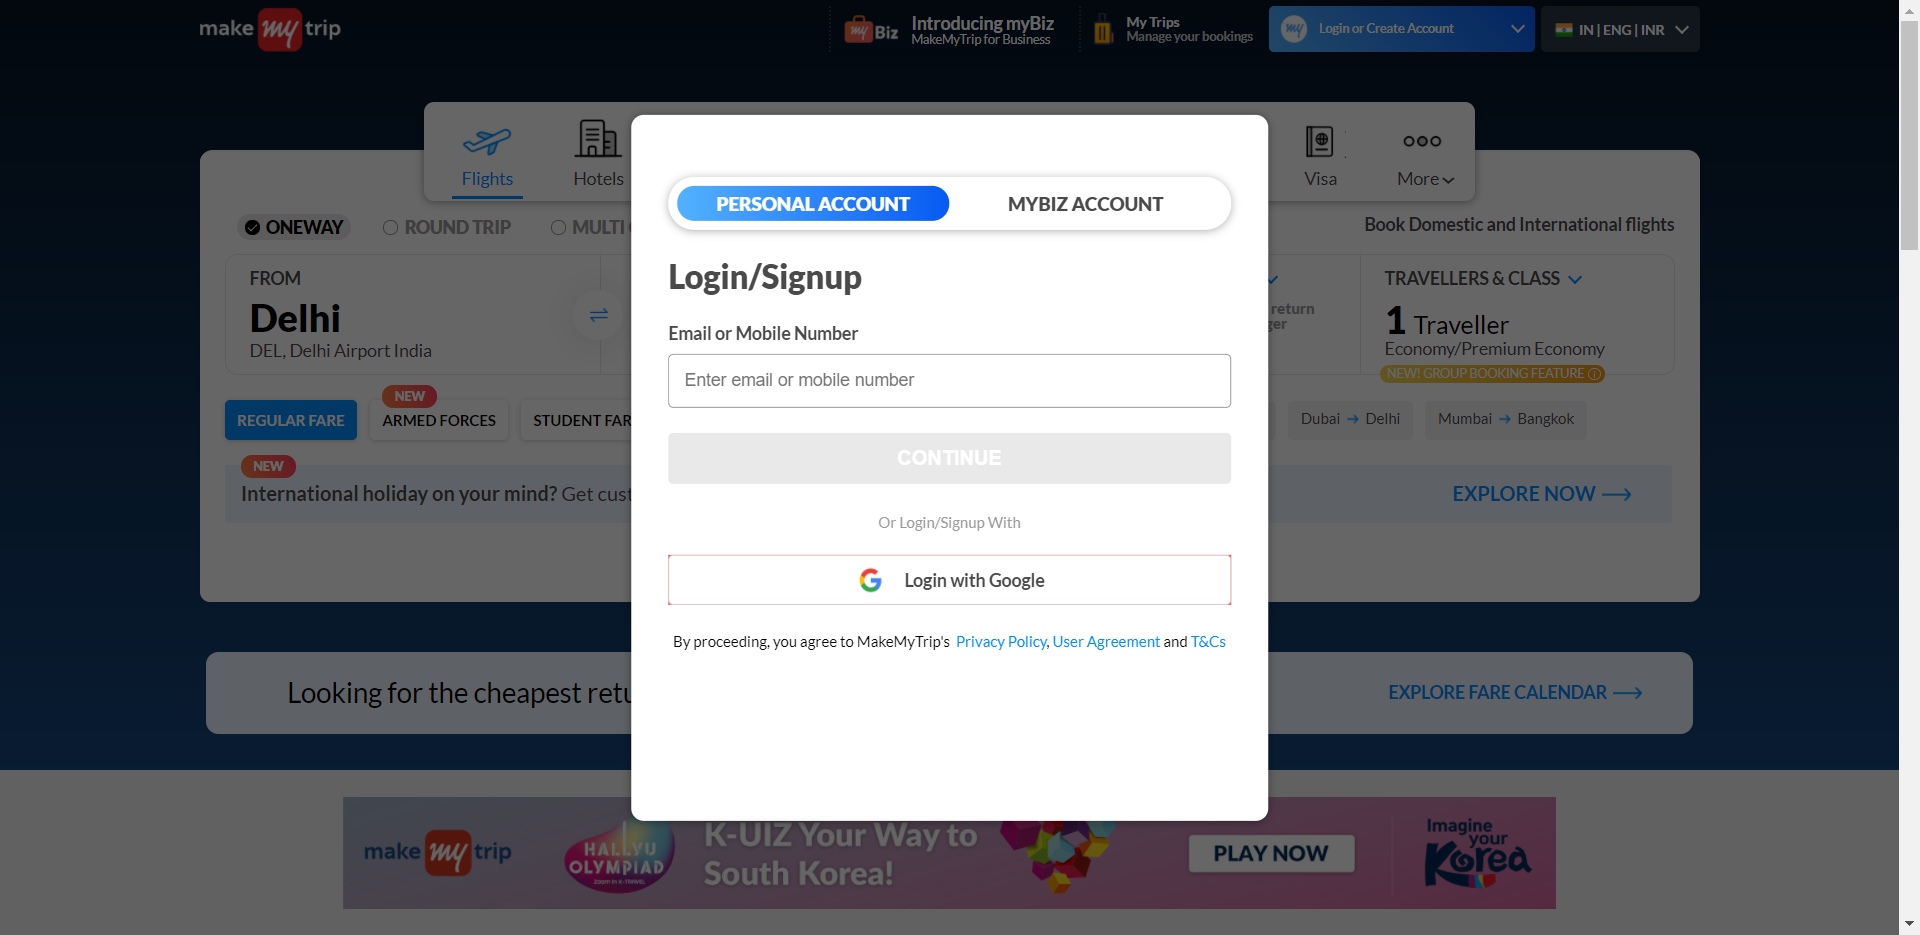 make my trip
my Biz
Introducing myBiz
MakeMyTrip for Business
My Trips
Manage your bookings
my
Login or Create Account
IN | ENG | INR
Flights
Hotels
Visa
More
ONEWAY
ROUND TRIP
MULTI
Book Domestic and International flights
FROM
Delhi
DEL, Delhi Airport India
return
TRAVELLERS & CLASS
1 Traveller
Economy/Premium Economy
NEW! GROUP BOOKING FEATURE
REGULAR FARE
NEW
ARMED FORCES
STUDENT FAR
Dubai → Delhi
Mumbai → Bangkok
NEW
International holiday on your mind? Get cust
EXPLORE NOW
PERSONAL ACCOUNT
MYBIZ ACCOUNT
Login/Signup
Email or Mobile Number
Enter email or mobile number
CONTINUE
Or Login/Signup With
Login with Google
By proceeding, you agree to MakeMyTrip's Privacy Policy, User Agreement and T&Cs
Looking for the cheapest retu
EXPLORE FARE CALENDAR
make my trip
HALLYU
OLYMPIAD
ZOOM IN K-TRAVEL
K-UIZ Your Way to
South Korea!
PLAY NOW
Imagine
your
Korea